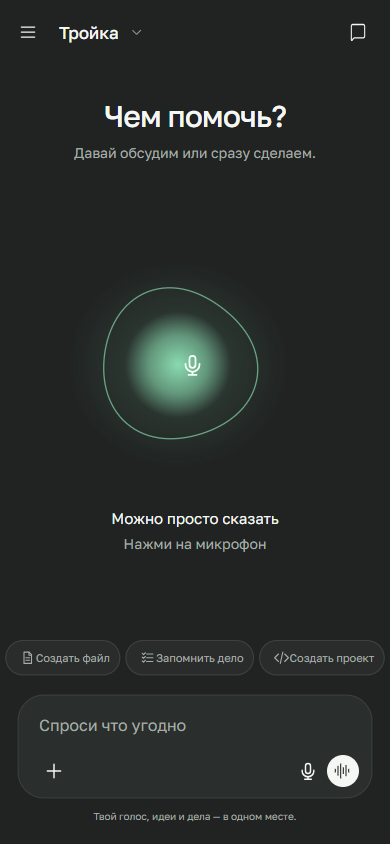 Тройка
Чем помочь?
Давай обсудим или сразу сделаем.
Можно просто сказать
Нажми на микрофон
Создать файл
Запомнить дело
Создать проект
Спроси что угодно
Твой голос, идеи и дела — в одном месте.